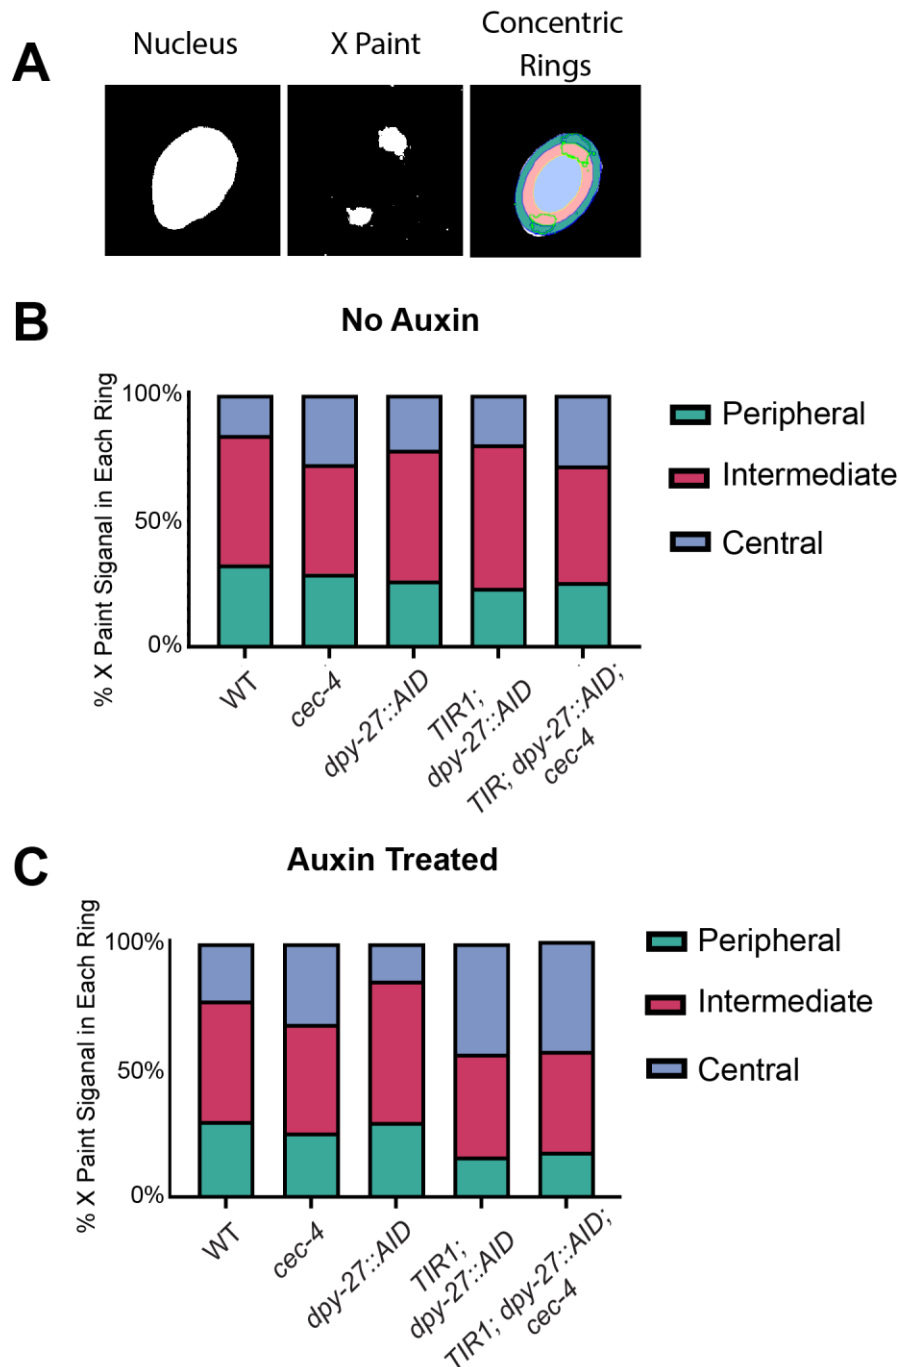 A
Nucleus
X Paint
Concentric
Rings
B
No Auxin
% X Paint Siganal in Each Ring
100%
50%
0%
WT
cec-4
dpy-27::AID
TIR1;
dpy-27::AID
TIR; dpy-27::AID;
cec-4
Peripheral
Intermediate
Central
C
Auxin Treated
% X Paint Siganal in Each Ring
100%
50%
0%
WT
cec-4
dpy-27::AID
TIR1;
dpy-27::AID
TIR1; dpy-27::AID;
cec-4
Peripheral
Intermediate
Central